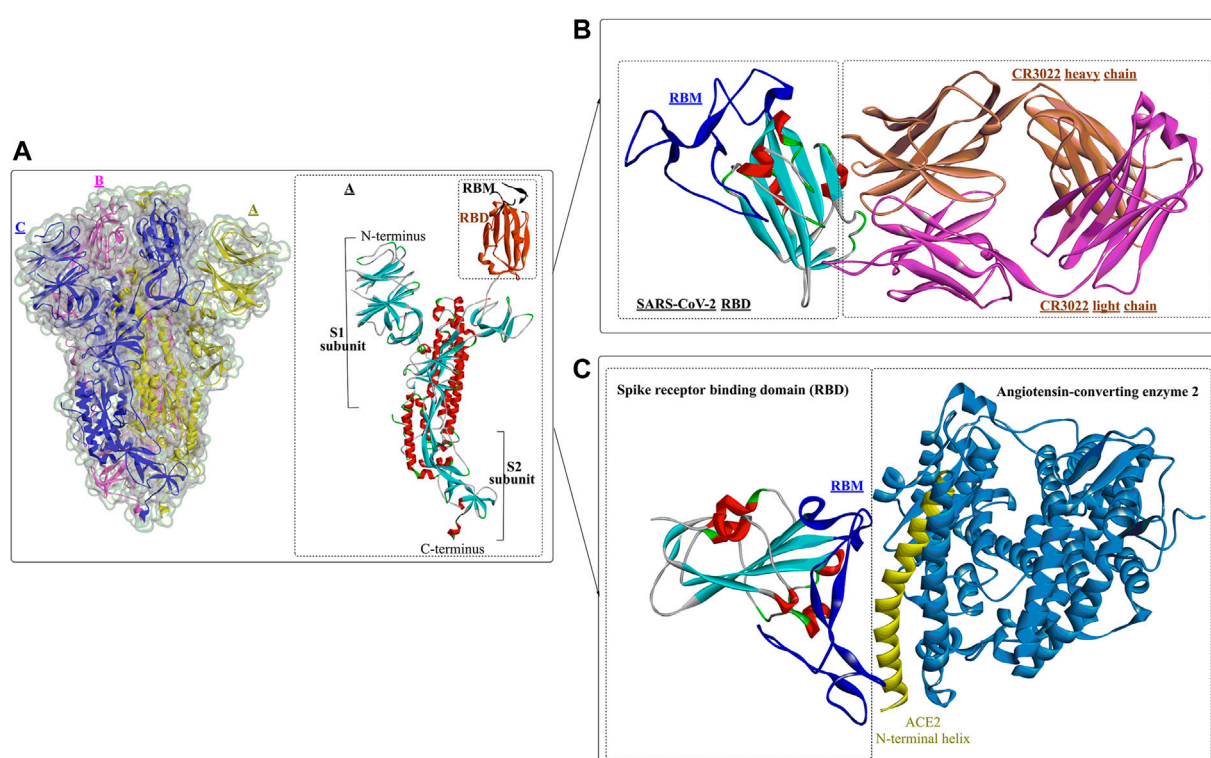 A
B
C
A
A
RBM
RBD
N-terminus
S1
subunit
S2
subunit
C-terminus
B
RBM
CR3022 heavy chain
SARS-CoV-2 RBD
CR3022 light chain
C
Spike receptor binding domain (RBD)
Angiotensin-converting enzyme 2
RBM
ACE2
N-terminal helix